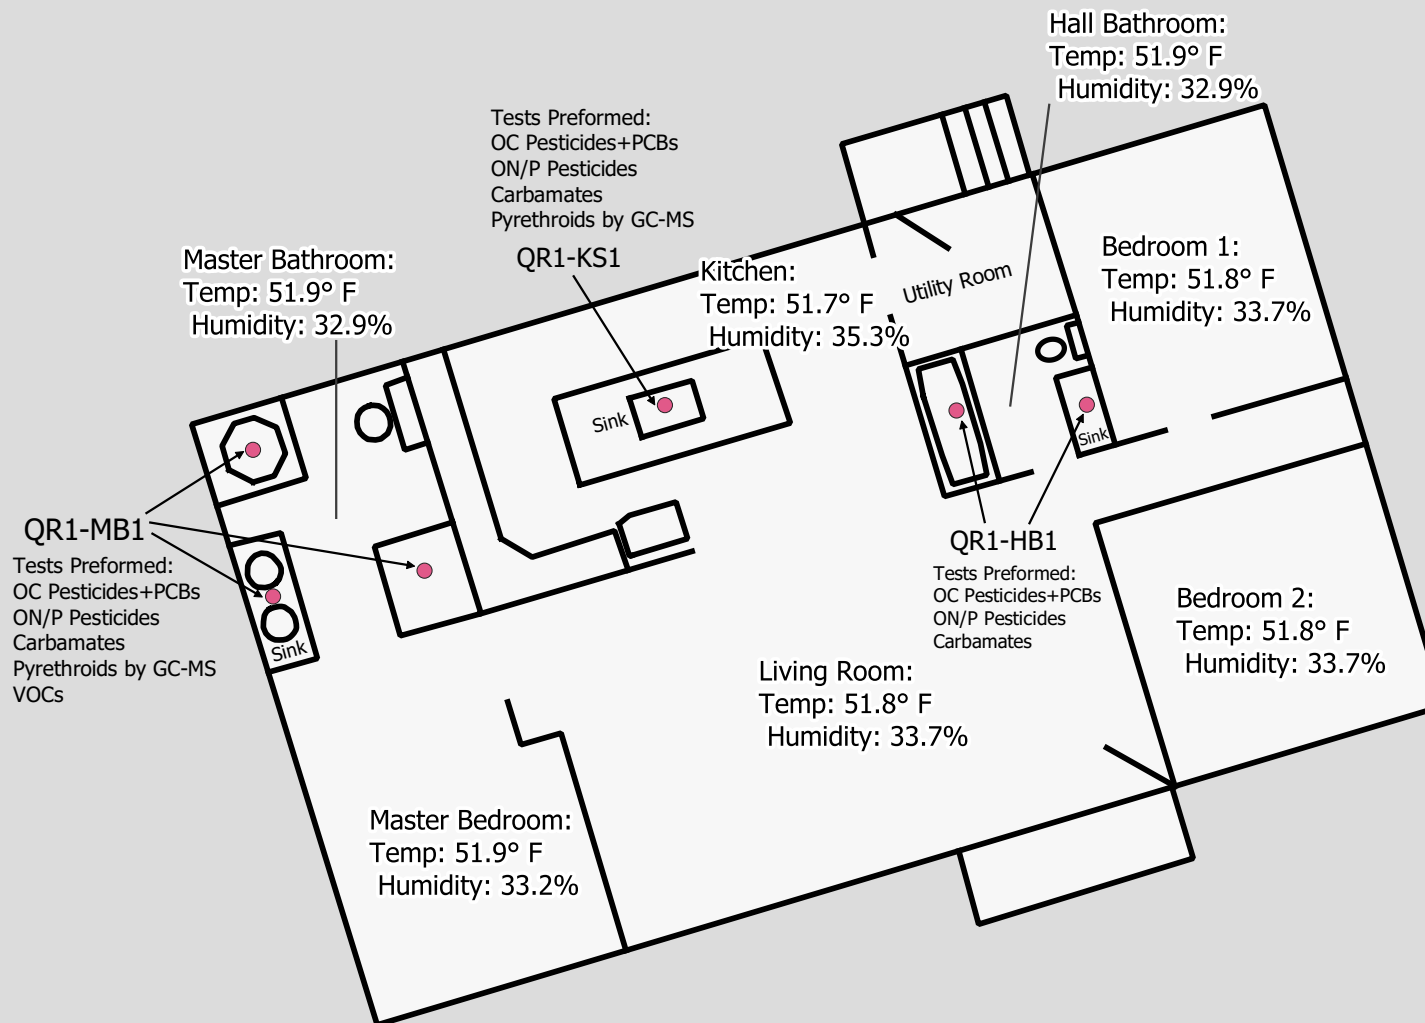 Hall Bathroom:
Temp: 51.9° F
Humidity: 32.9%
Tests Preformed:
OC Pesticides+PCBs
ON/P Pesticides
Carbamates
Pyrethroids by GC-MS
QR1-KS1
Master Bathroom:
Temp: 51.9° F
Humidity: 32.9%
Kitchen:
Temp: 51.7° F
Humidity: 35.3%
Utility Room
Bedroom 1:
Temp: 51.8° F
Humidity: 33.7%
Sink
Sink
QR1-MB1
Tests Preformed:
OC Pesticides+PCBs
ON/P Pesticides
Carbamates
Pyrethroids by GC-MS
VOCs
Sink
QR1-HB1
Tests Preformed:
OC Pesticides+PCBs
ON/P Pesticides
Carbamates
Bedroom 2:
Temp: 51.8° F
Humidity: 33.7%
Living Room:
Temp: 51.8° F
Humidity: 33.7%
Master Bedroom:
Temp: 51.9° F
Humidity: 33.2%